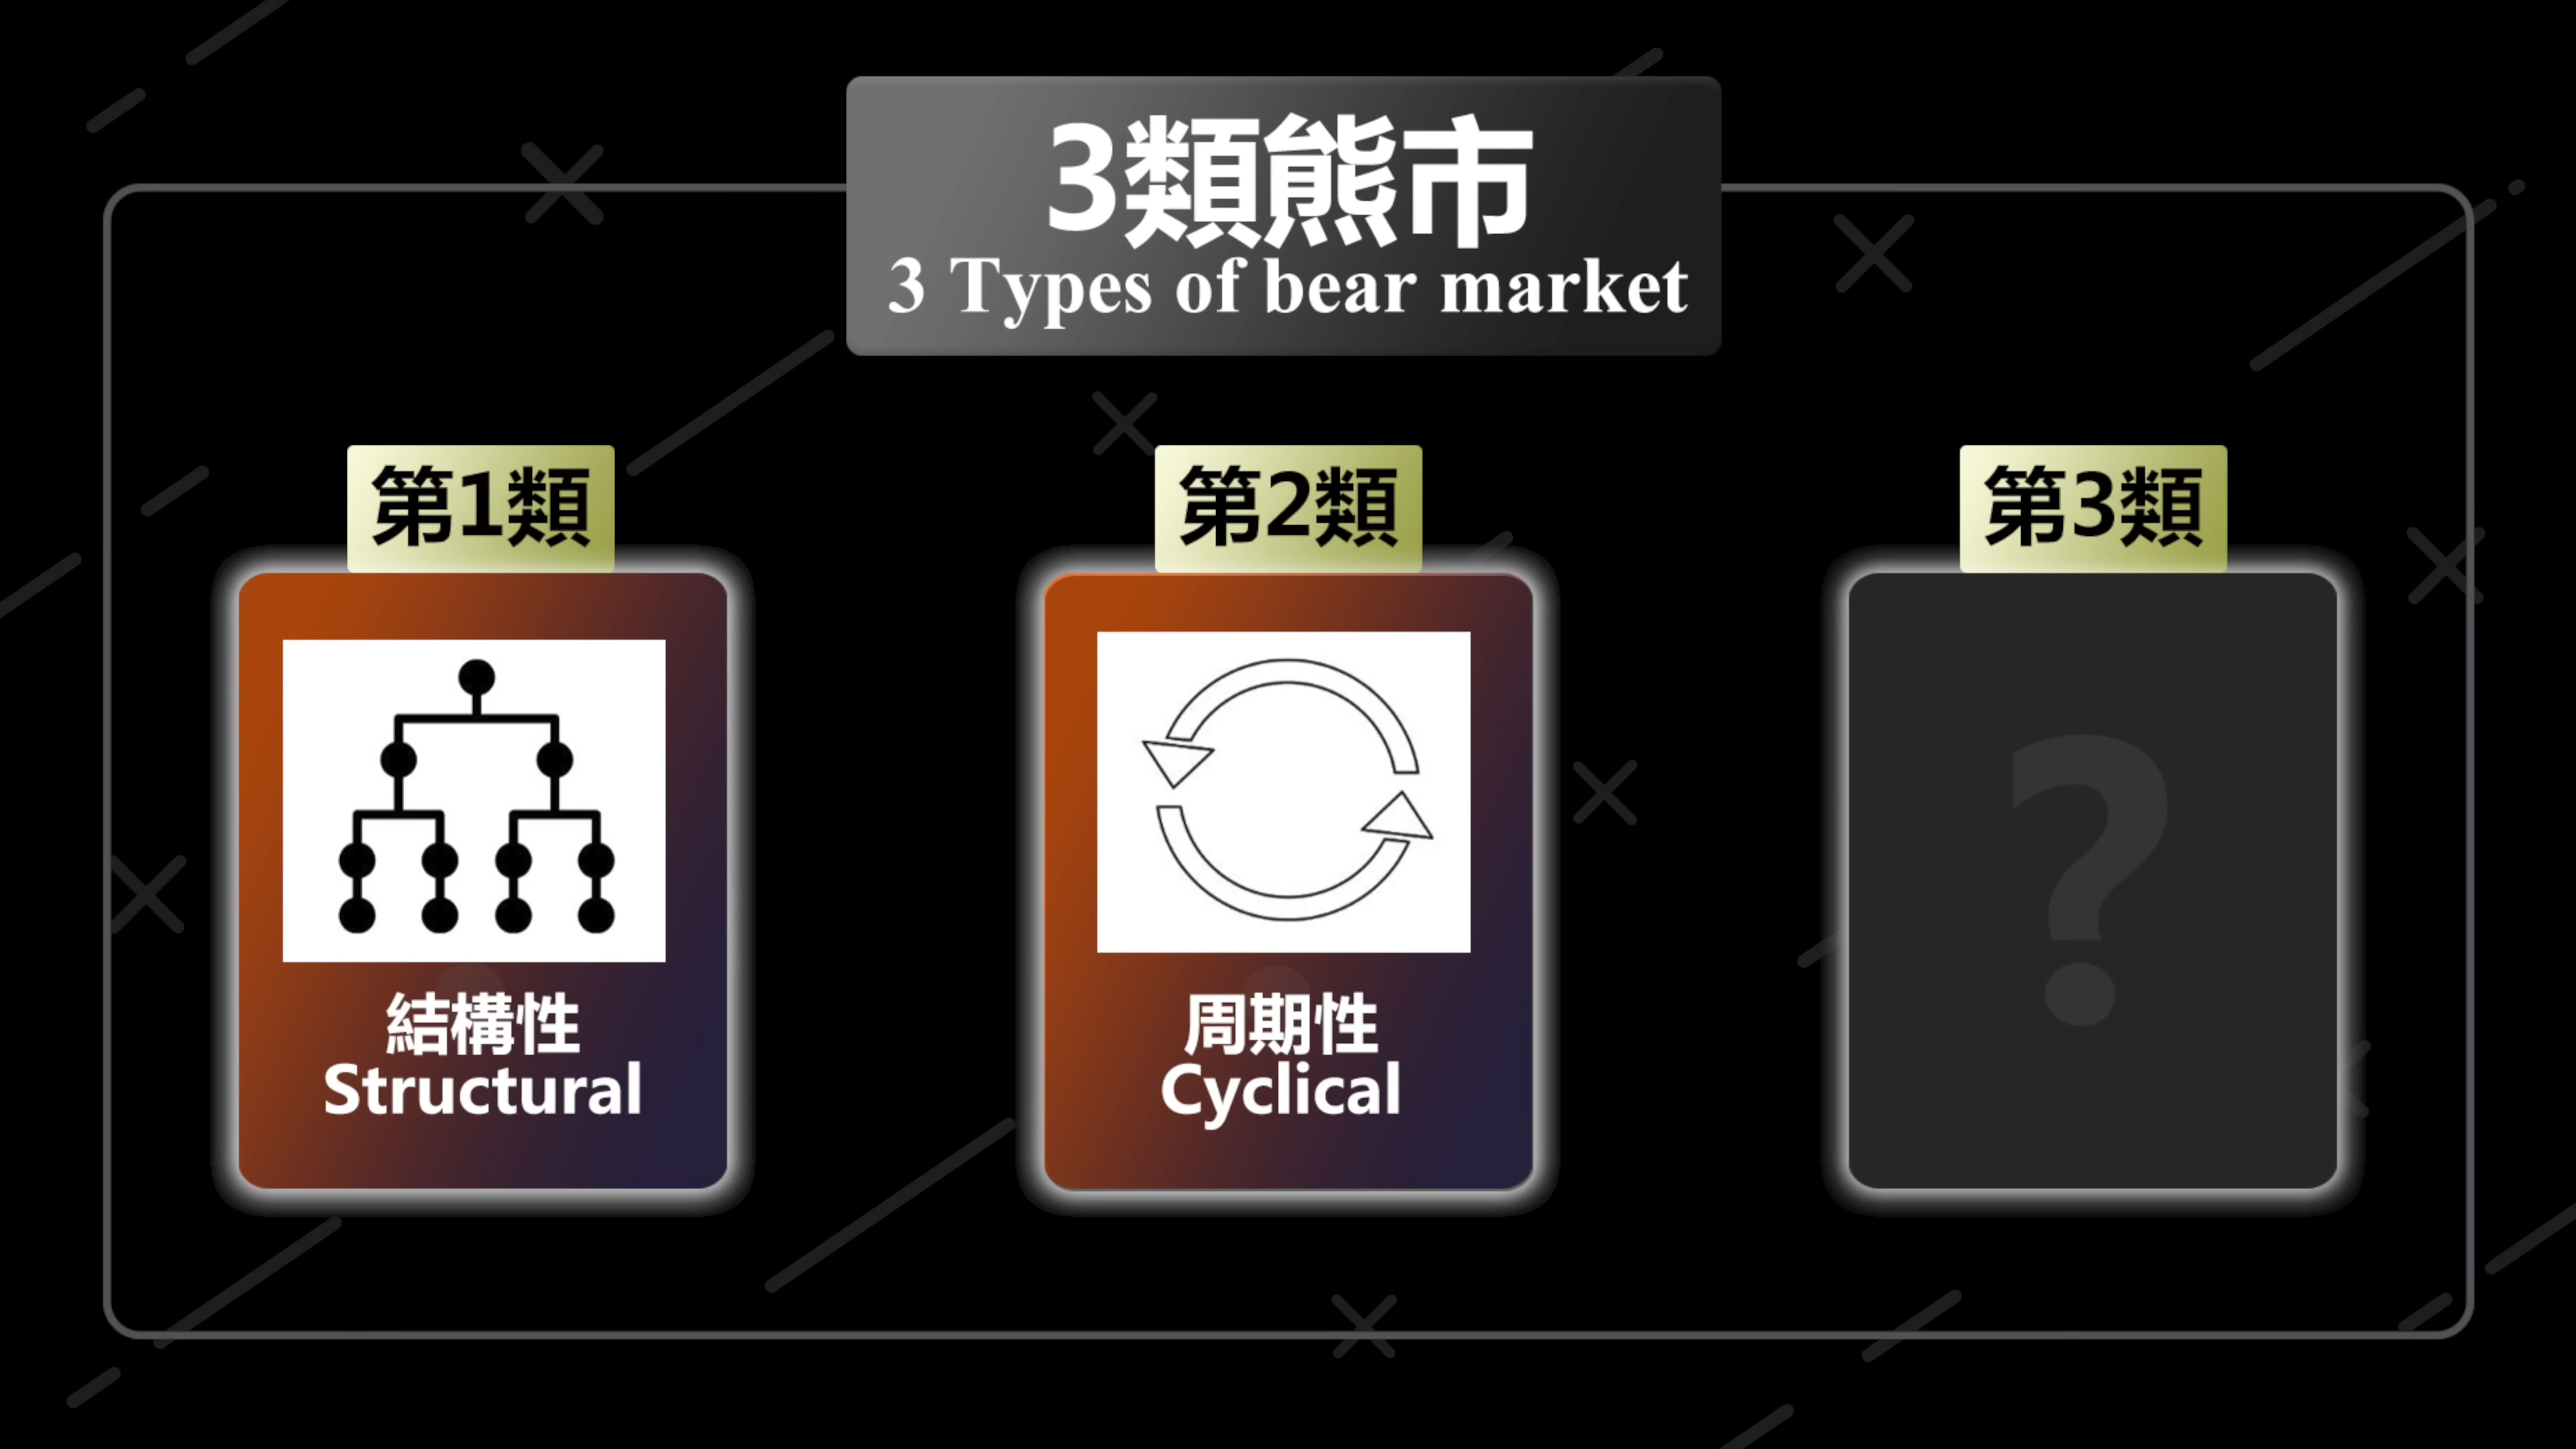 3類熊市
3 Types of bear market
第1類
結構性
Structural
第2類
周期性
Cyclical
第3類
?